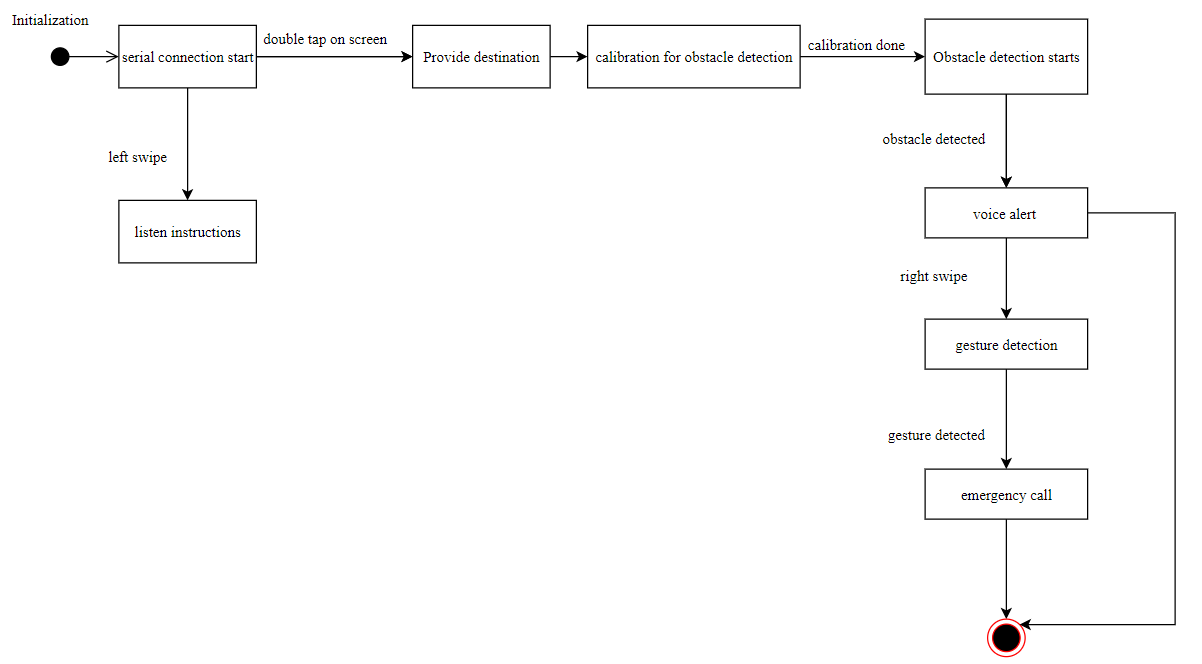 Initialization
serial connection start
double tap on screen
Provide destination
calibration for obstacle detection
calibration done
Obstacle detection starts
left swipe
listen instructions
obstacle detected
voice alert
right swipe
gesture detection
gesture detected
emergency call